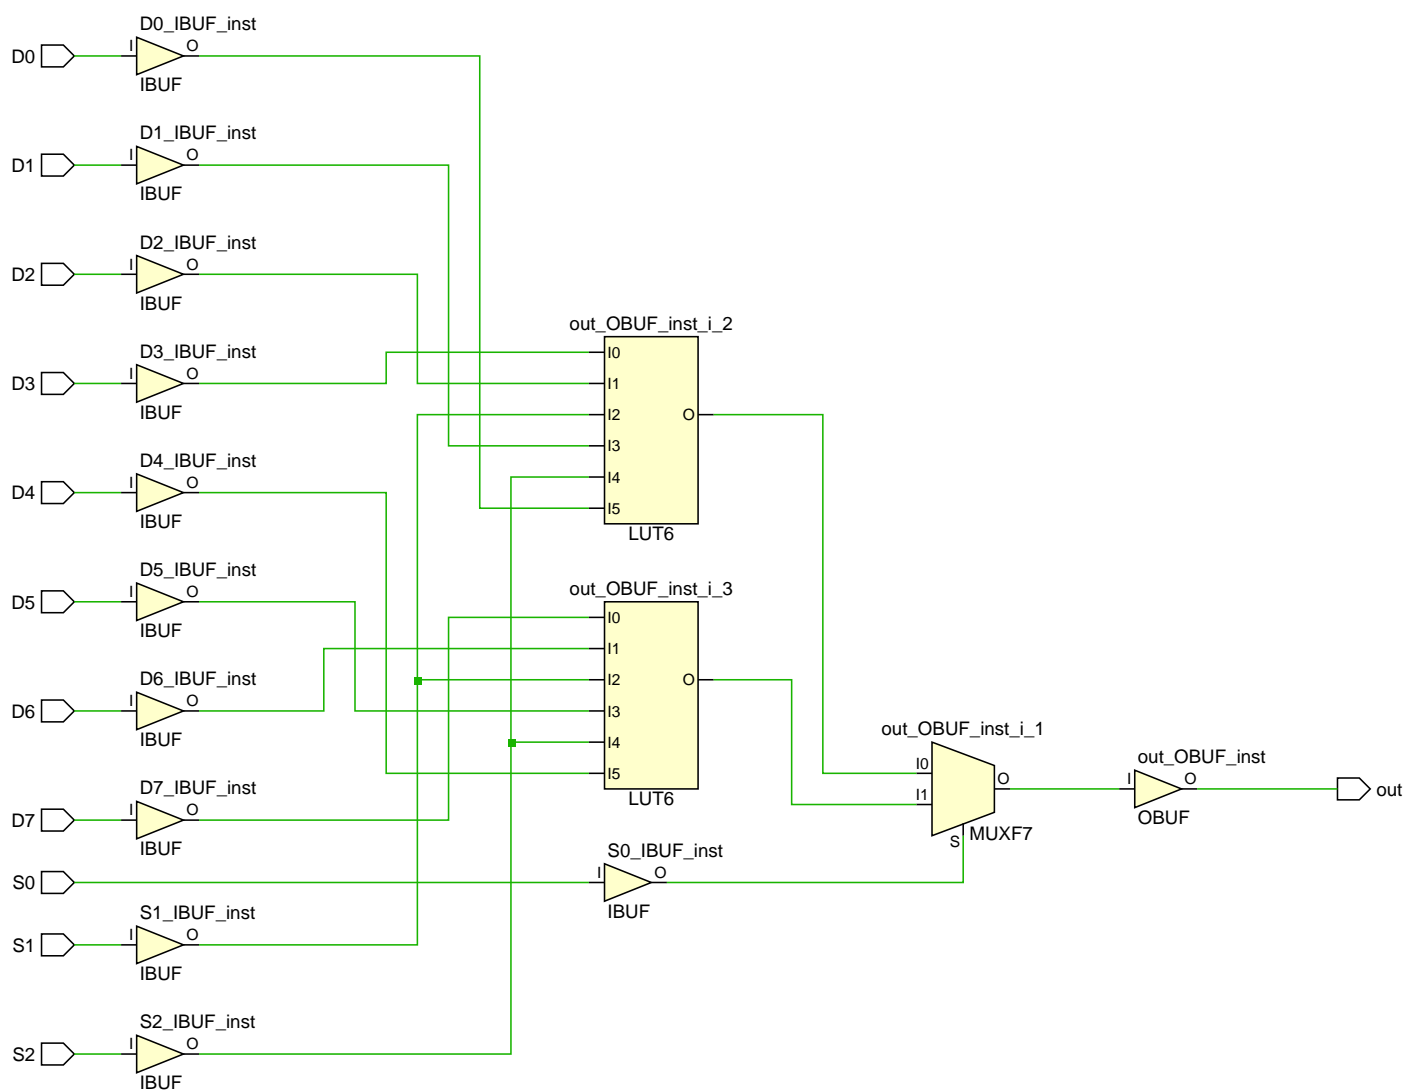 D0_IBUF_inst
D0
I
O
IBUF
D1_IBUF_inst
D1
I
O
IBUF
D2_IBUF_inst
D2
I
O
IBUF
D3_IBUF_inst
D3
I
O
IBUF
D4_IBUF_inst
D4
I
O
IBUF
D5_IBUF_inst
D5
I
O
IBUF
D6_IBUF_inst
D6
I
O
IBUF
D7_IBUF_inst
D7
I
O
IBUF
S0
S0_IBUF_inst
I
O
IBUF
S1_IBUF_inst
S1
I
O
IBUF
S2_IBUF_inst
S2
I
O
IBUF
out_OBUF_inst_i_2
I0
I1
I2
I3
I4
I5
O
LUT6
out_OBUF_inst_i_3
I0
I1
I2
I3
I4
I5
O
LUT6
out_OBUF_inst_i_1
I0
I1
S
O
MUXF7
out_OBUF_inst
I
O
OBUF
out